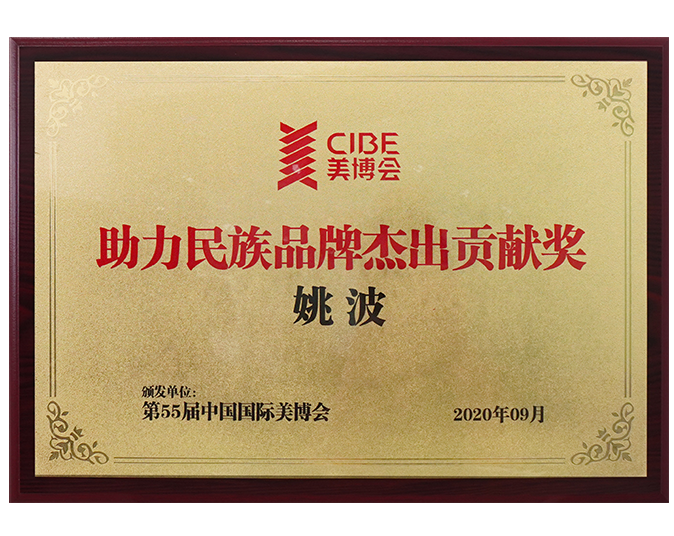 CIBE
美博会
助力民族品牌杰出贡献奖
姚波
颁发单位:
第55届中国国际美博会
2020年09月